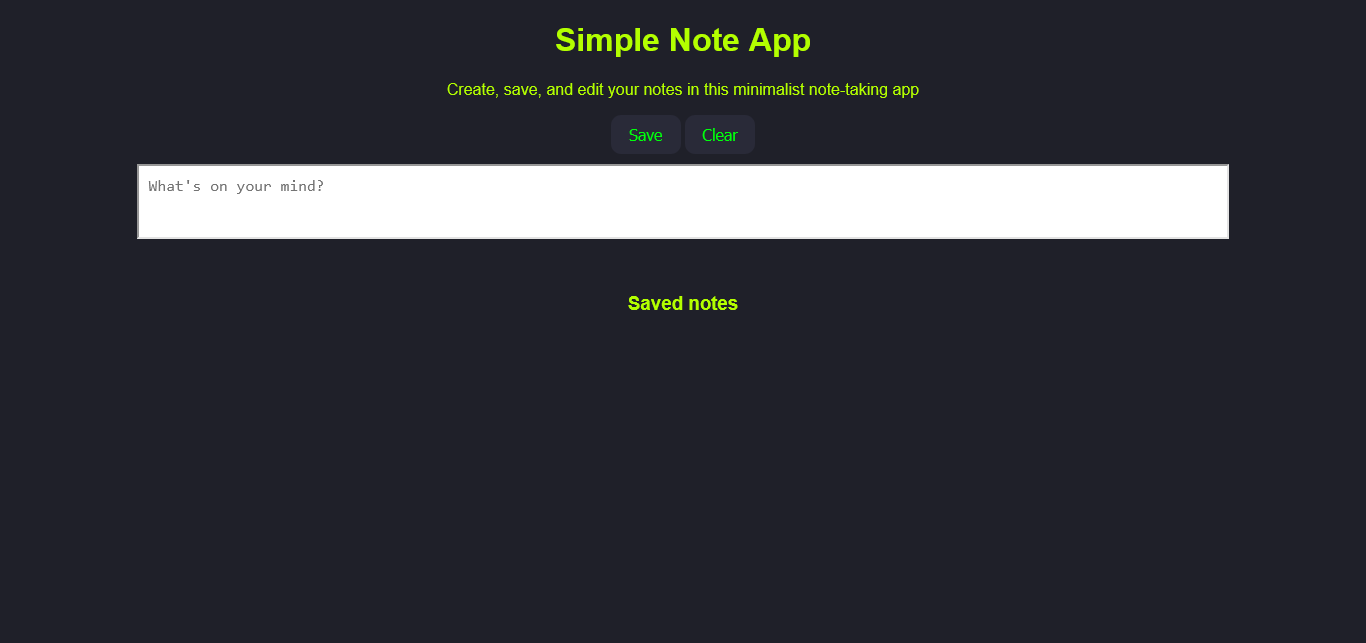 Simple Note App
Create, save, and edit your notes in this minimalist note-taking app
Save Clear
What's on your mind?
Saved notes